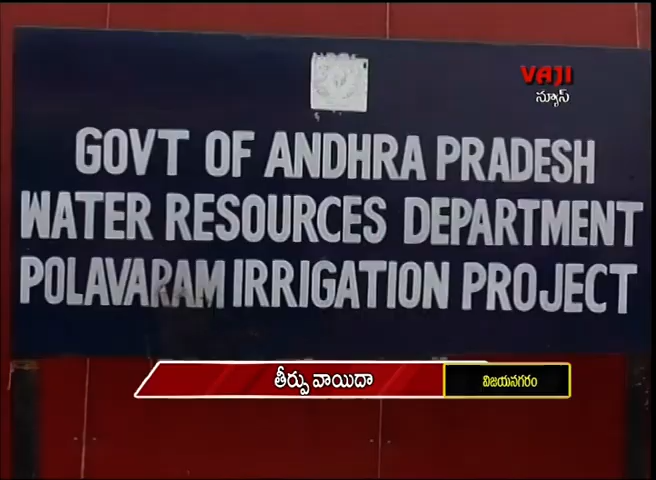 VAJI
న్యూస్
GOVT OF ANDHRA PRADESH
WATER RESOURCES DEPARTMENT
POLAVARAM IRRIGATION PROJECT
తీర్పు వాయిదా
విజయనగరం